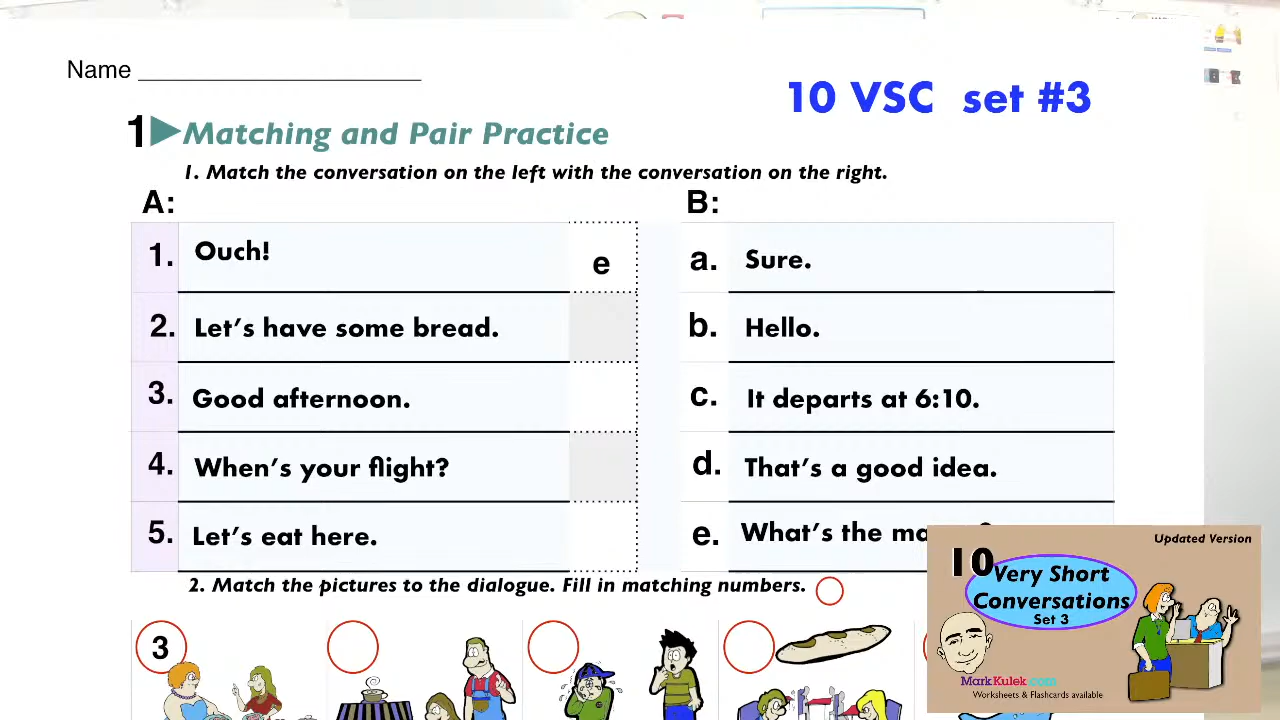 Name ____________________
10 VSC set #3
1 ▶ Matching and Pair Practice
1. Match the conversation on the left with the conversation on the right.
A:
B:
1. Ouch! e
a. Sure.
2. Let's have some bread.
b. Hello.
3. Good afternoon.
c. It departs at 6:10.
4. When's your flight?
d. That's a good idea.
5. Let's eat here.
e. What's the
2. Match the pictures to the dialogue. Fill in matching numbers.
3
Updated Version
10
Very Short
Conversations
Set 3
MarkKulek.com
Worksheets & Flashcards available